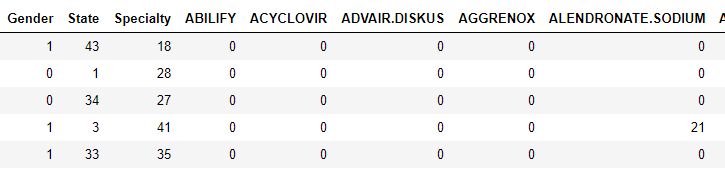 Gender State Specialty ABILIFY ACYCLOVIR ADVAIR.DISKUS AGGRENOX ALENDRONATE.SODIUM
1 43 18 0 0 0 0 0
0 1 28 0 0 0 0 0
0 34 27 0 0 0 0 0
1 3 41 0 0 0 0 21
1 33 35 0 0 0 0 0